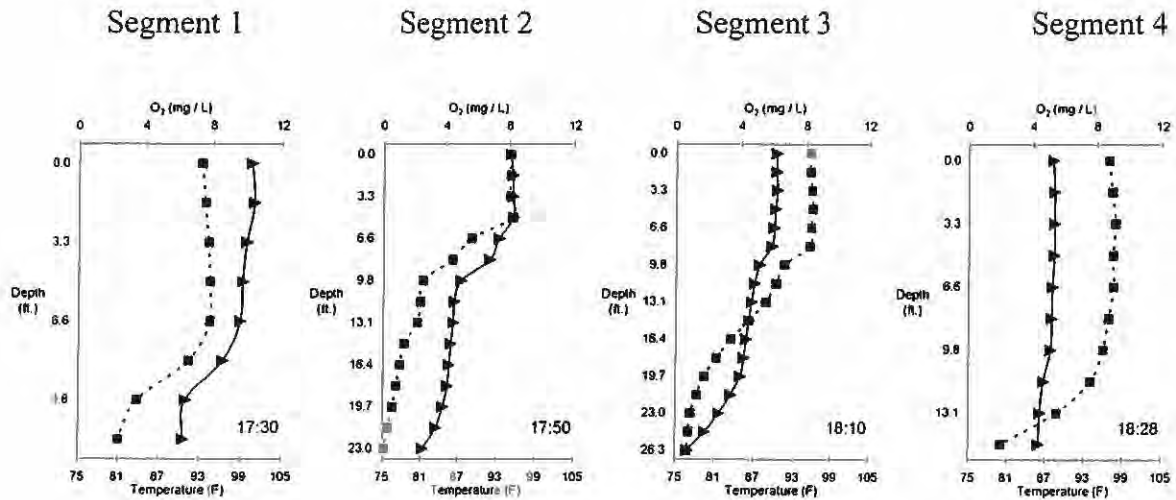 Segment 1
Segment 2
Segment 3
Segment 4
O₂ (mg / L)
0 4 8 12
0.0
3.3
6.6
Depth
(ft.)
17:30
75 81 87 93 99 105
Temperature (F)
O₂ (mg / L)
0 4 8 12
0.0
3.3
6.6
9.8
Depth
(ft.)
13.1
16.4
19.7
23.0
17:50
75 81 87 93 99 105
Temperature (F)
O₂ (mg / L)
0 4 8 12
0.0
3.3
6.6
9.8
Depth
(ft.)
13.1
16.4
19.7
23.0
26.3
18:10
75 81 87 93 99 105
Temperature (F)
O₂ (mg / L)
0 4 8 12
0.0
3.3
6.6
Depth
(ft.)
9.8
13.1
18:28
75 81 87 93 99 105
Temperature (F)